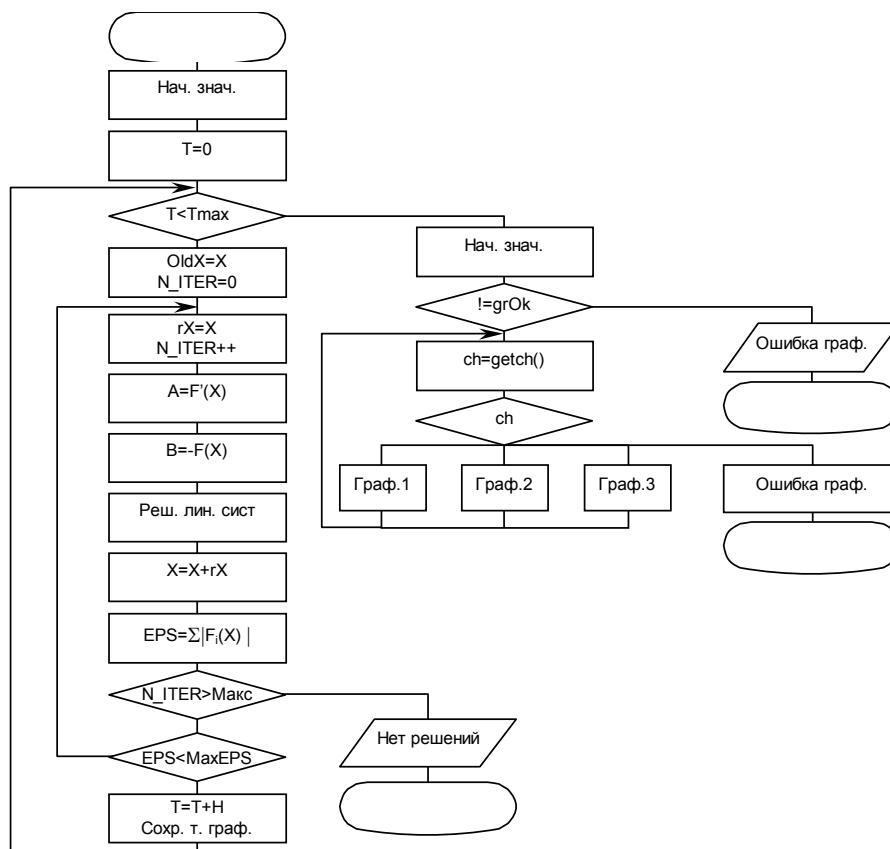 Нач. знач.
T=0
T<Tmax
OldX=X
N_ITER=0
rX=X
N_ITER++
A=F'(X)
B=-F(X)
Реш. лин. сист
X=X+rX
EPS=Σ|Fᵢ(X) |
N_ITER>Макс
EPS<MaxEPS
T=T+H
Сохр. т. граф.
Нет решений
Нач. знач.
!=grOk
ch=getch()
ch
Граф.1
Граф.2
Граф.3
Ошибка граф.
Ошибка граф.